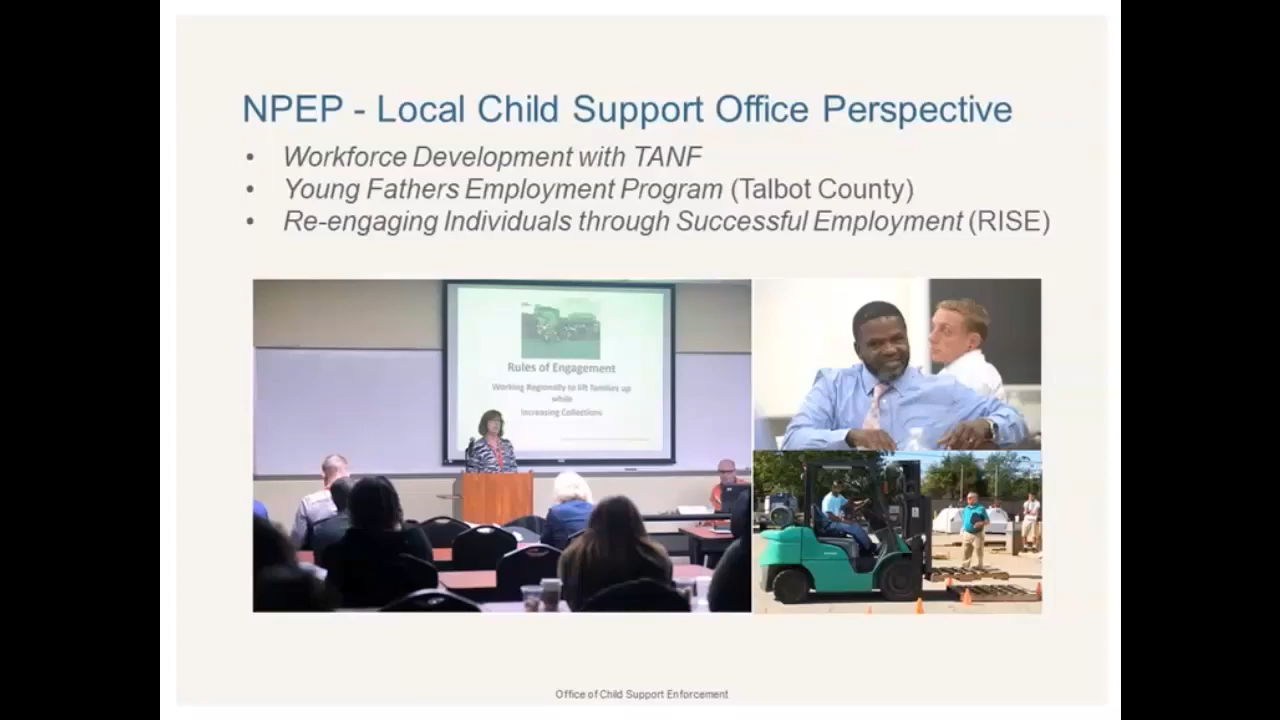 NPEP - Local Child Support Office Perspective
• Workforce Development with TANF
• Young Fathers Employment Program (Talbot County)
• Re-engaging Individuals through Successful Employment (RISE)
Rules of Engagement
Working Regionally to lift families up
while
Increasing Collections
Office of Child Support Enforcement